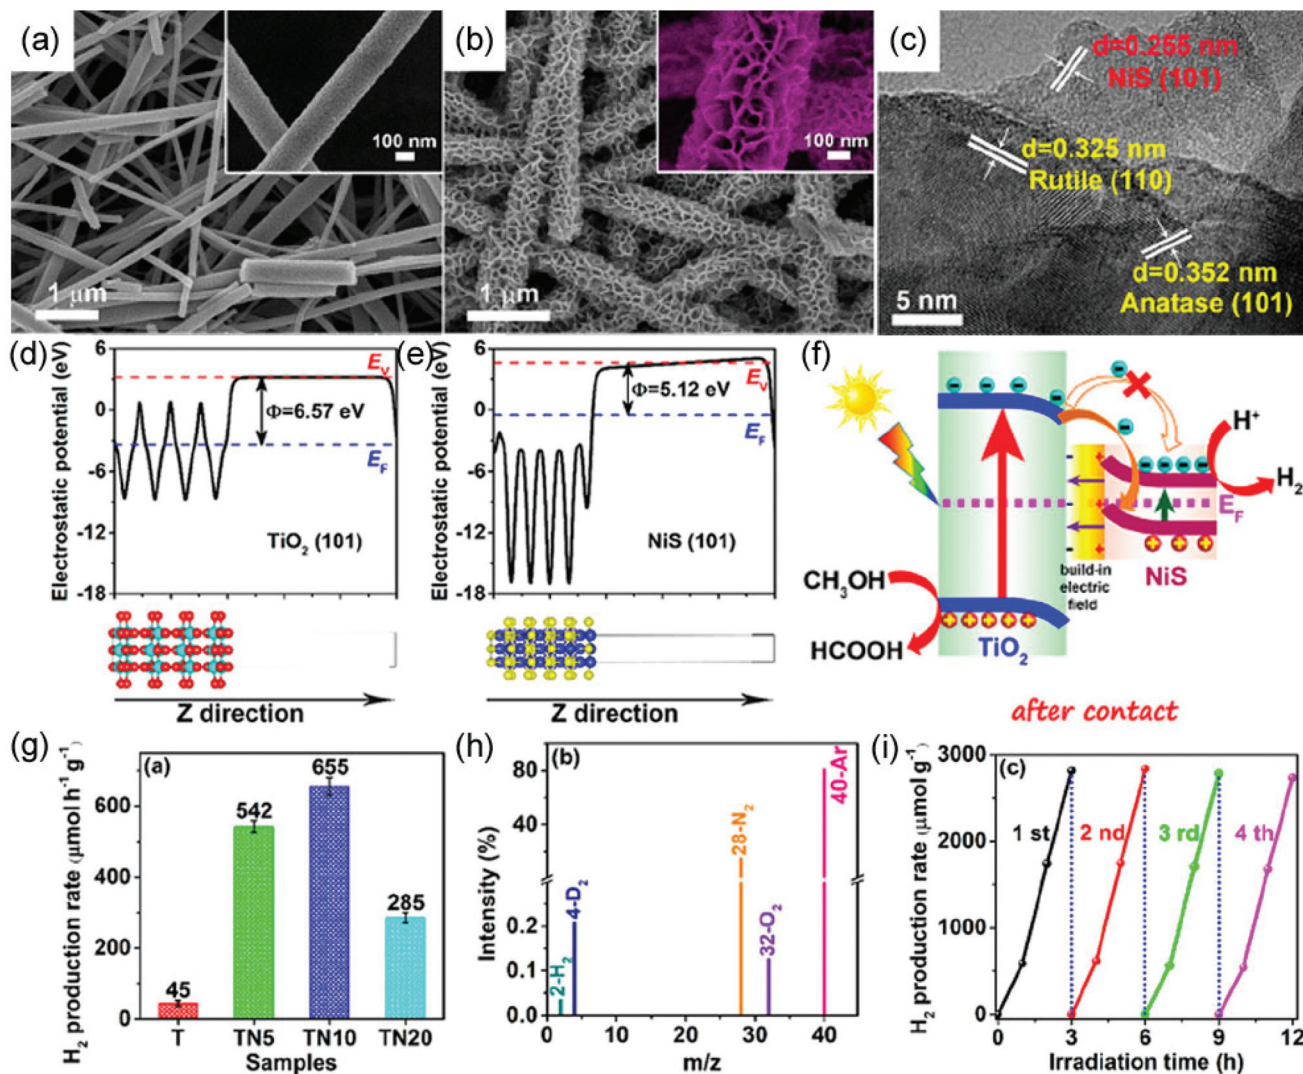 (a)
100 nm
1 µm
(b)
100 nm
1 µm
(c)
d=0.255 nm
NiS (101)
d=0.325 nm
Rutile (110)
d=0.352 nm
Anatase (101)
5 nm
(d)
Electrostatic potential (eV)
6
0
-6
-12
-18
E_V
Φ=6.57 eV
E_F
TiO₂ (101)
Z direction
(e)
Electrostatic potential (eV)
6
0
-6
-12
-18
E_V
Φ=5.12 eV
E_F
NiS (101)
Z direction
(f)
H⁺
H₂
E_F
NiS
build-in
electric
field
CH₃OH
HCOOH
TiO₂
after contact
(g)
(a)
H₂ production rate (µmol h⁻¹ g⁻¹)
600
400
200
0
45
542
655
285
T TN5 TN10 TN20
Samples
(h)
(b)
Intensity (%)
80
60
40
0.2
0.1
0.0
2-H₂
4-D₂
28-N₂
32-O₂
40-Ar
0 10 20 30 40
m/z
(i)
(c)
H₂ production rate (µmol g⁻¹)
3000
2000
1000
0
1 st 2 nd 3 rd 4 th
0 3 6 9 12
Irradiation time (h)